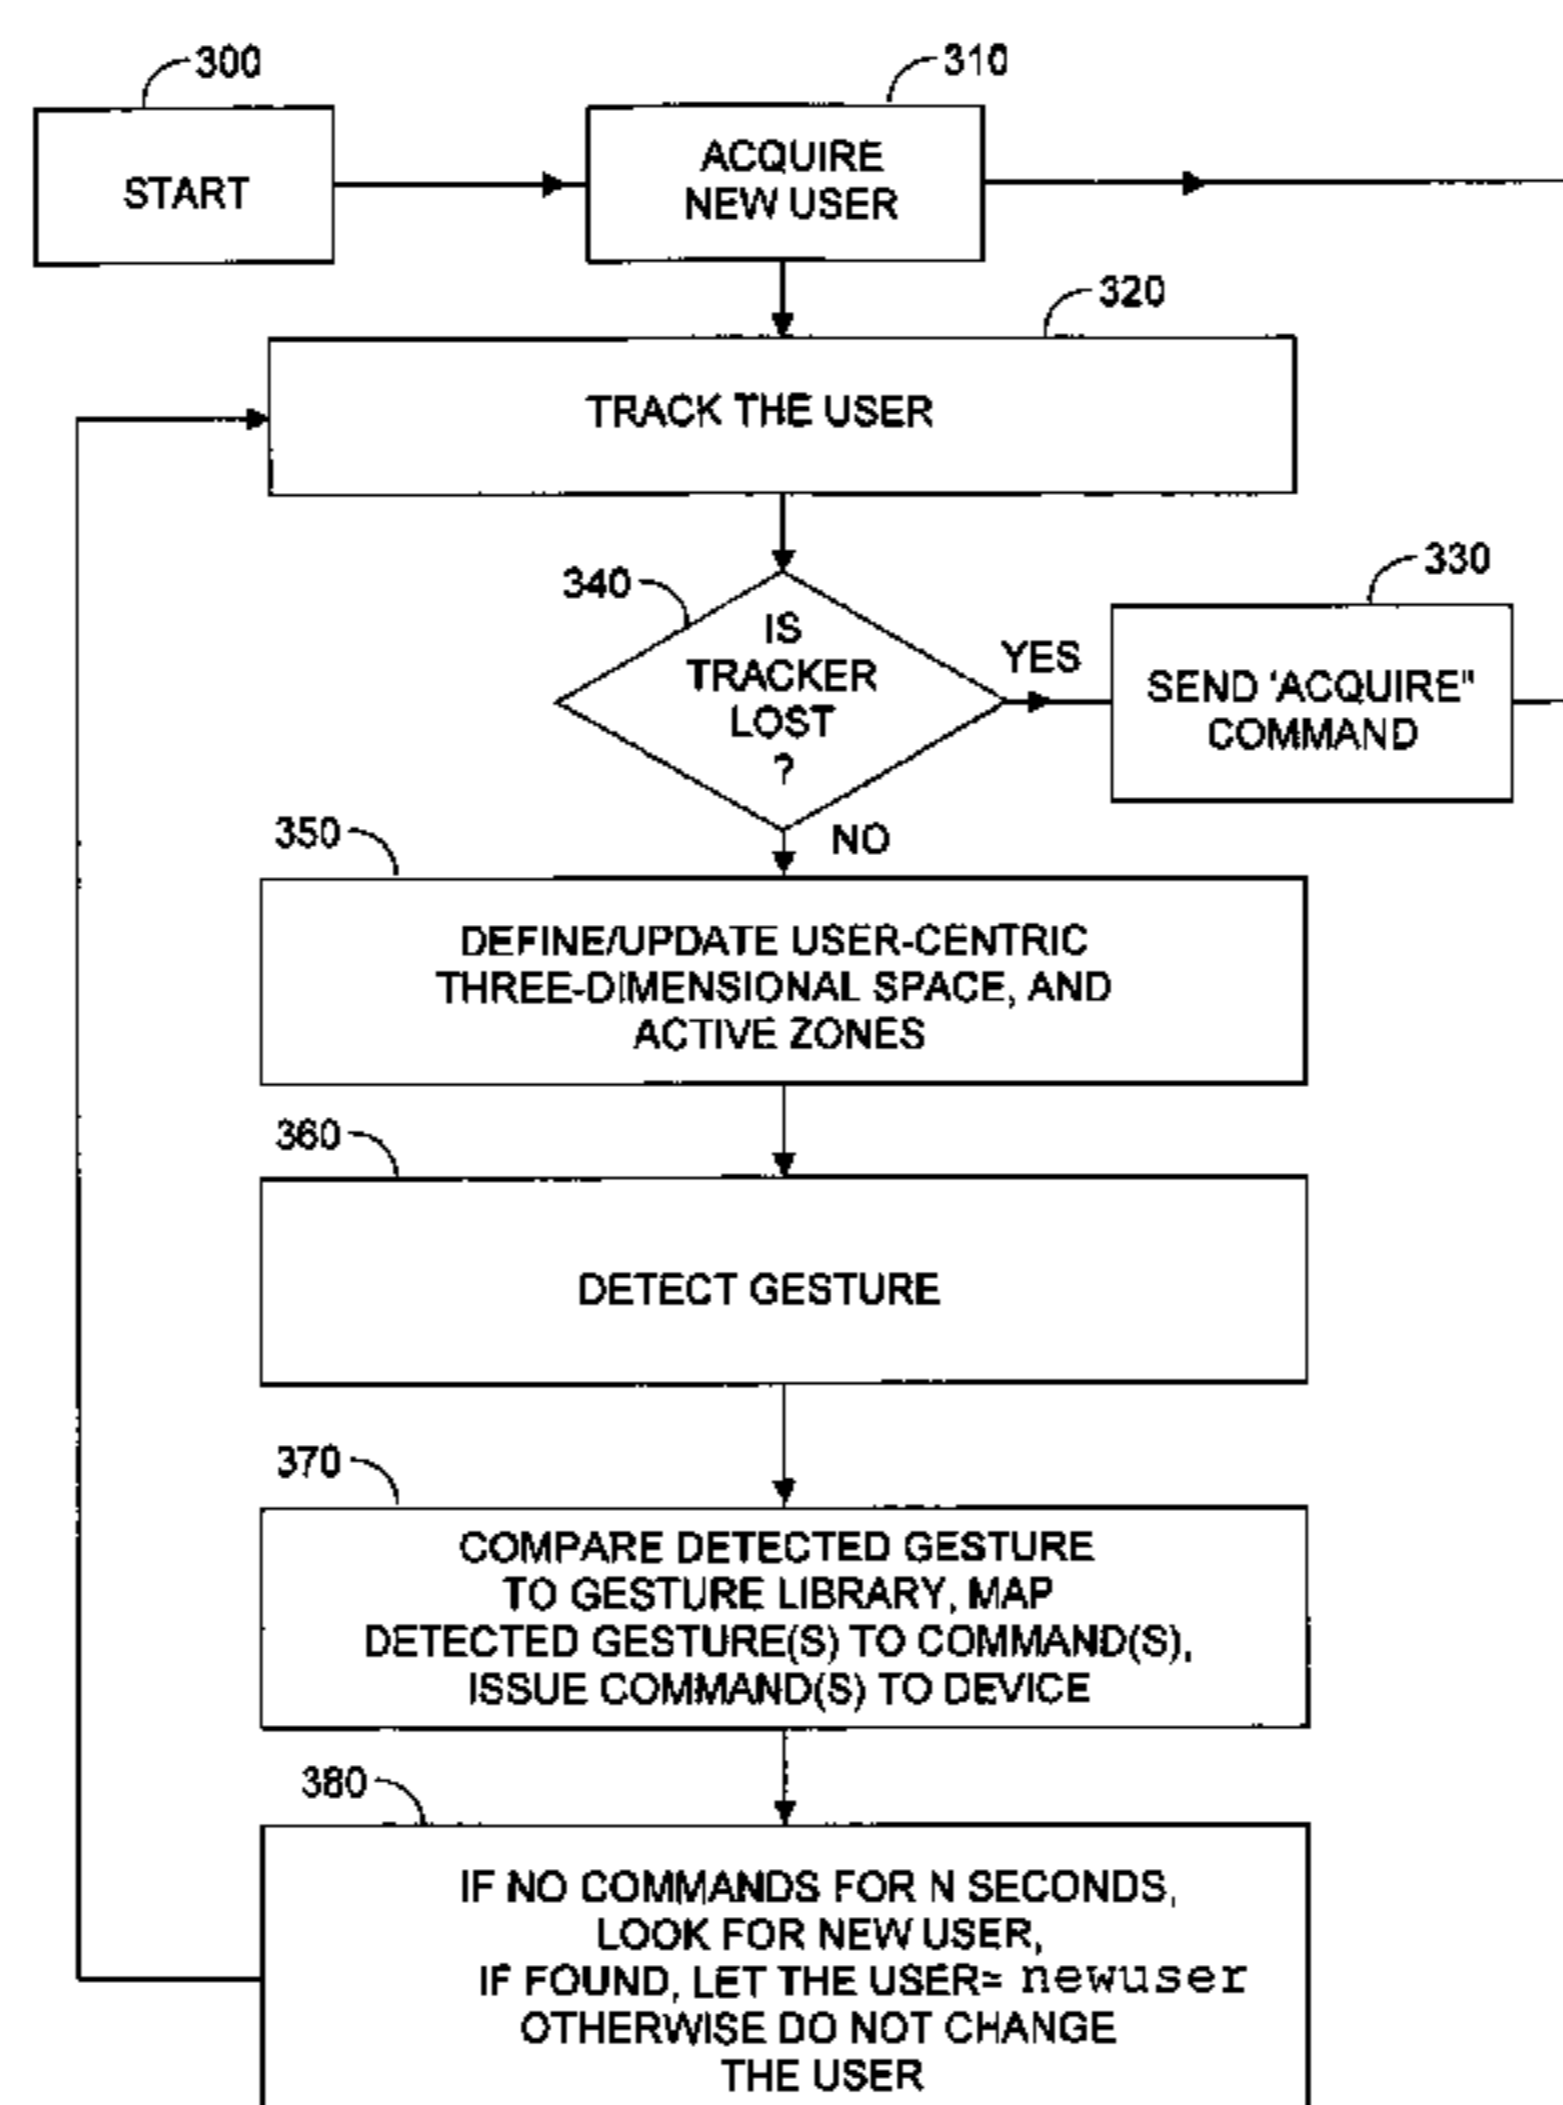 300
310
START
ACQUIRE
NEW USER
320
TRACK THE USER
330
340
IS
TRACKER
LOST
?
YES
SEND 'ACQUIRE"
COMMAND
350
NO
DEFINE/UPDATE USER-CENTRIC
THREE-DIMENSIONAL SPACE, AND
ACTIVE ZONES
360
DETECT GESTURE
370
COMPARE DETECTED GESTURE
TO GESTURE LIBRARY, MAP
DETECTED GESTURE(S) TO COMMAND(S),
ISSUE COMMAND(S) TO DEVICE
380
IF NO COMMANDS FOR N SECONDS,
LOOK FOR NEW USER,
IF FOUND, LET THE USER= newuser
OTHERWISE DO NOT CHANGE
THE USER